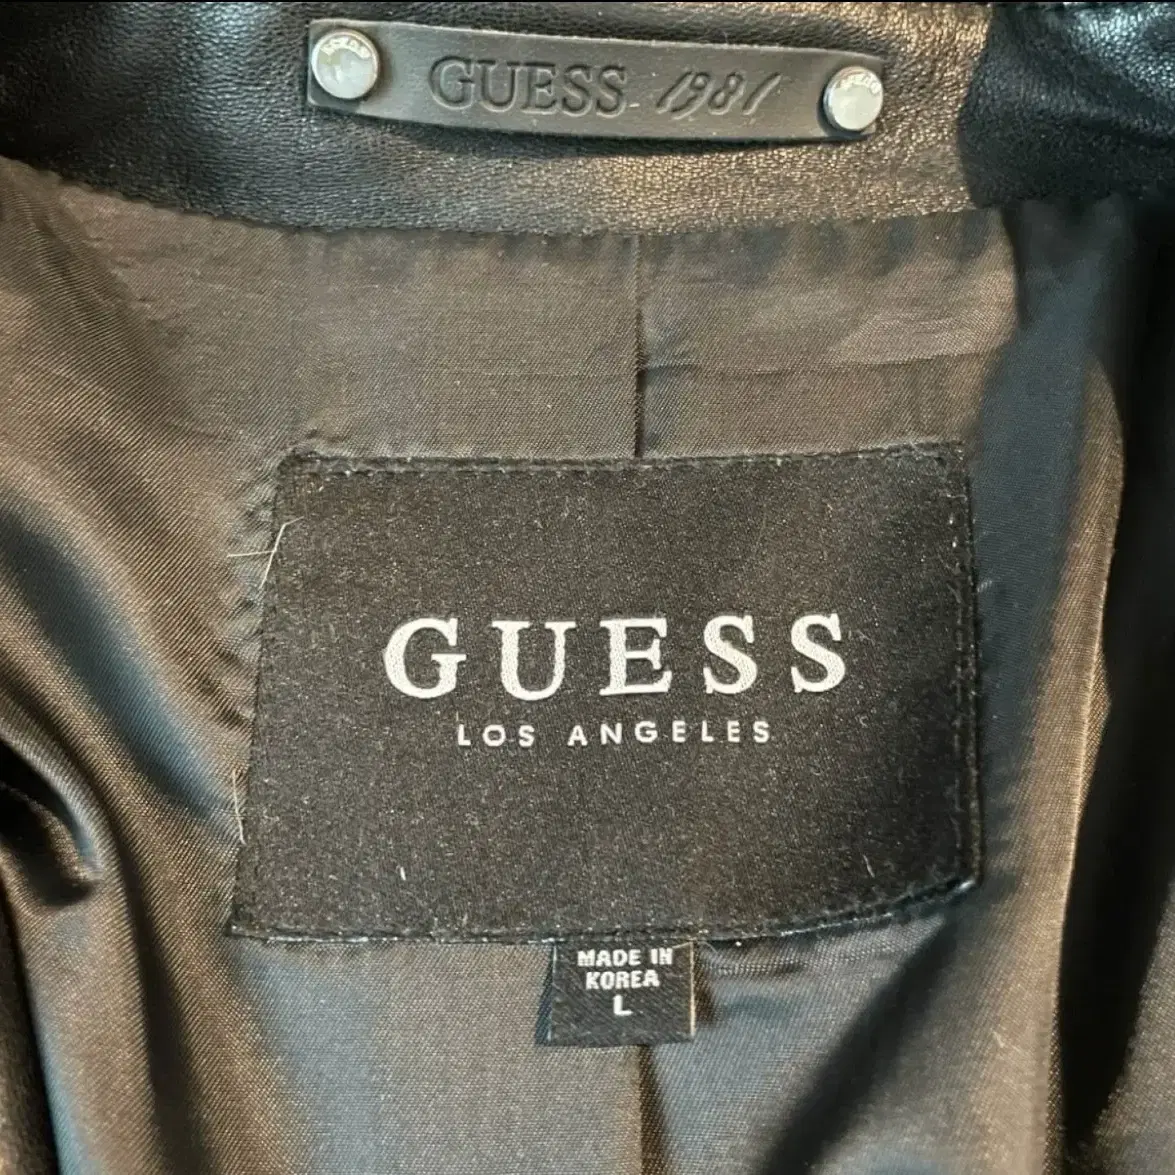 GUESS 1981
GUESS
LOS ANGELES
MADE IN
KOREA
L